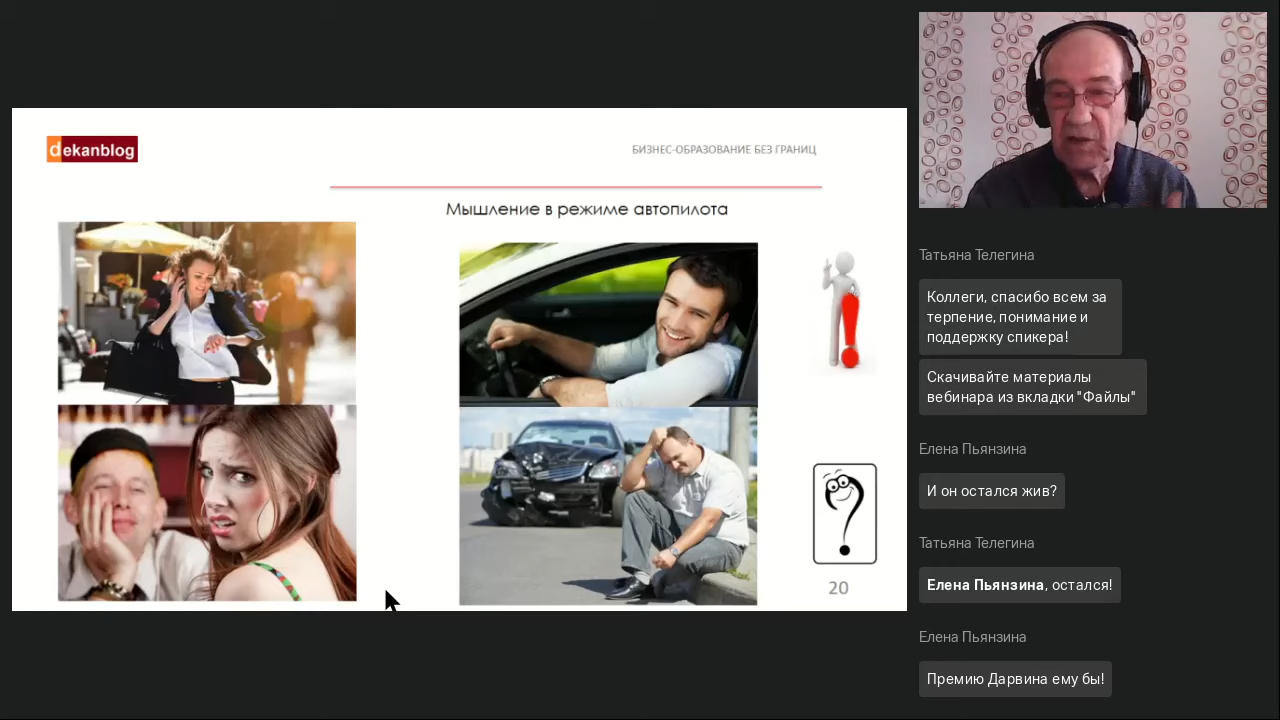 dekanblog
БИЗНЕС-ОБРАЗОВАНИЕ БЕЗ ГРАНИЦ
Мышление в режиме автопилота
20
Татьяна Телегина
Коллеги, спасибо всем за
терпение, понимание и
поддержку спикера!
Скачивайте материалы
вебинара из вкладки "Файлы"
Елена Пьянзина
И он остался жив?
Татьяна Телегина
Елена Пьянзина, остался!
Елена Пьянзина
Премию Дарвина ему бы!